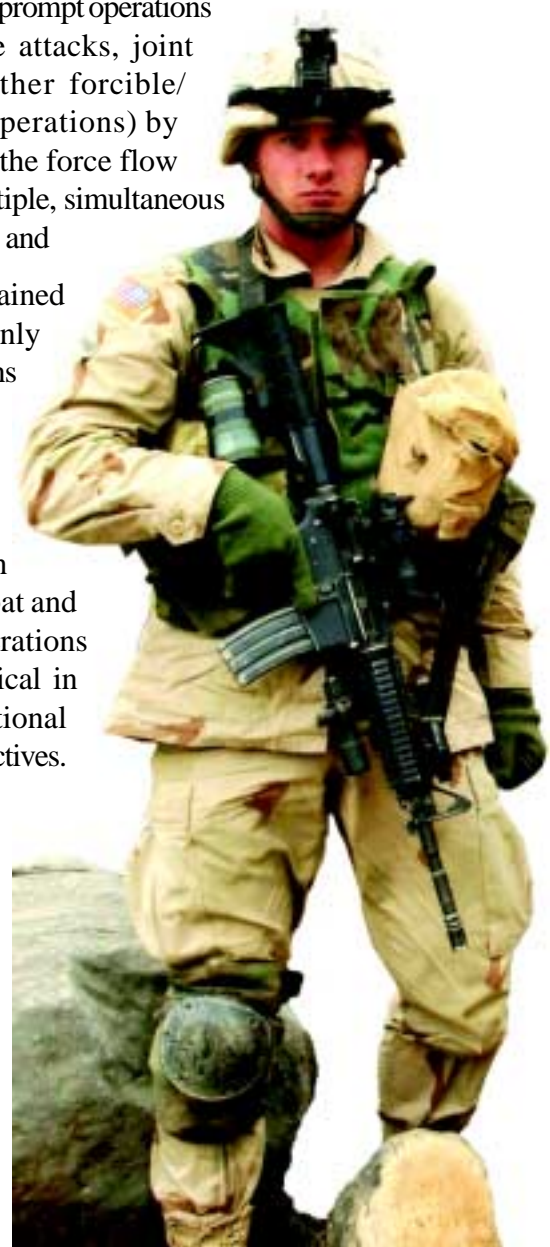 prompt operations
attacks, joint
ther forcible/
perations) by
the force flow
tiple, simultaneous
and
ained
nly
ns
at and
rations
ical in
tional
ctives.